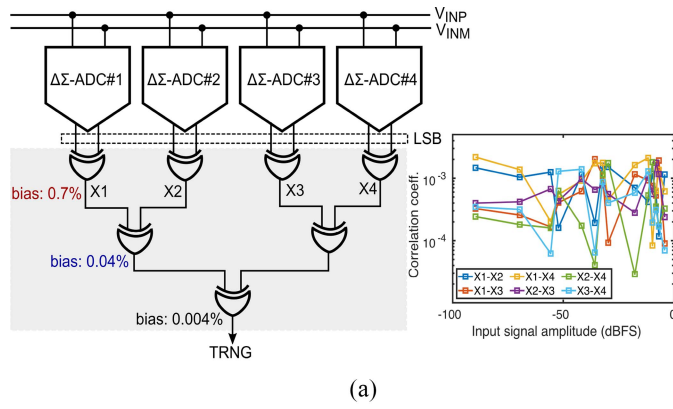 V_INP
V_INM
ΔΣ-ADC#1 ΔΣ-ADC#2 ΔΣ-ADC#3 ΔΣ-ADC#4
LSB
bias: 0.7% X1 X2 X3 X4
bias: 0.04%
bias: 0.004%
TRNG
Correlation coeff.
10⁻³
10⁻⁴
X1-X2 X1-X4 X2-X4
X1-X3 X2-X3 X3-X4
-100 -50 0
Input signal amplitude (dBFS)
(a)